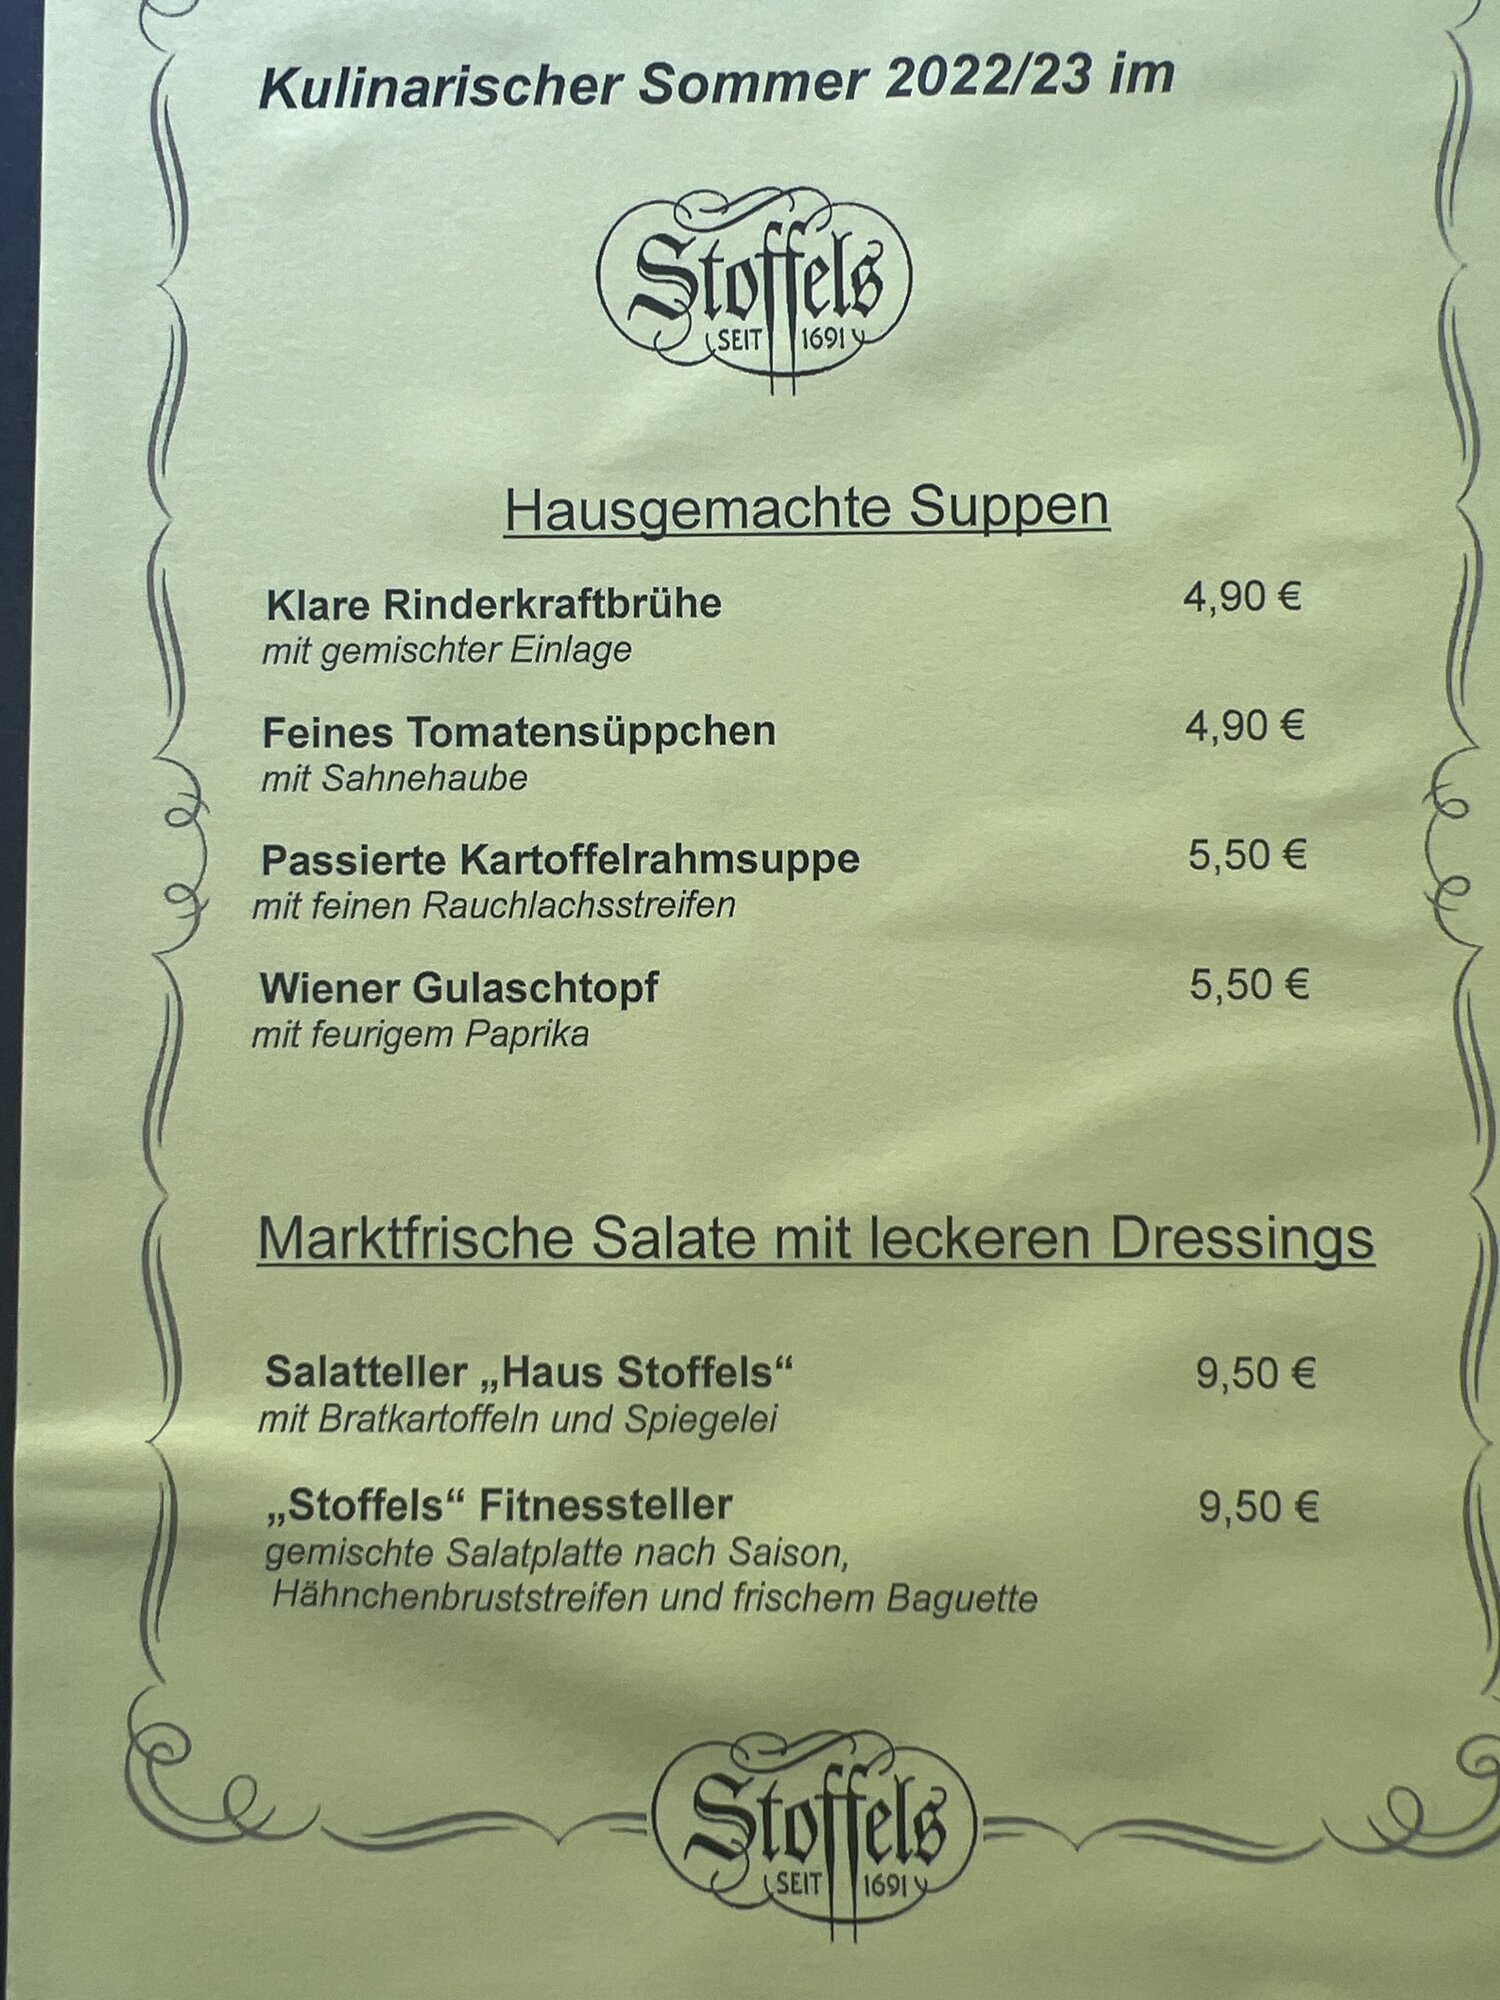 Kulinarischer Sommer 2022/23 im
Stoffels
SEIT 1691
Hausgemachte Suppen
Klare Rinderkraftbrühe 4,90 €
mit gemischter Einlage
Feines Tomatensüppchen 4,90 €
mit Sahnehaube
Passierte Kartoffelrahmsuppe 5,50 €
mit feinen Rauchlachsstreifen
Wiener Gulaschtopf 5,50 €
mit feurigem Paprika
Marktfrische Salate mit leckeren Dressings
Salatteller „Haus Stoffels“ 9,50 €
mit Bratkartoffeln und Spiegelei
„Stoffels“ Fitnessteller 9,50 €
gemischte Salatplatte nach Saison,
Hähnchenbruststreifen und frischem Baguette
Stoffels
SEIT 1691